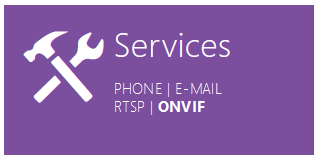 Services
PHONE | E-MAIL
RTSP | ONVIF